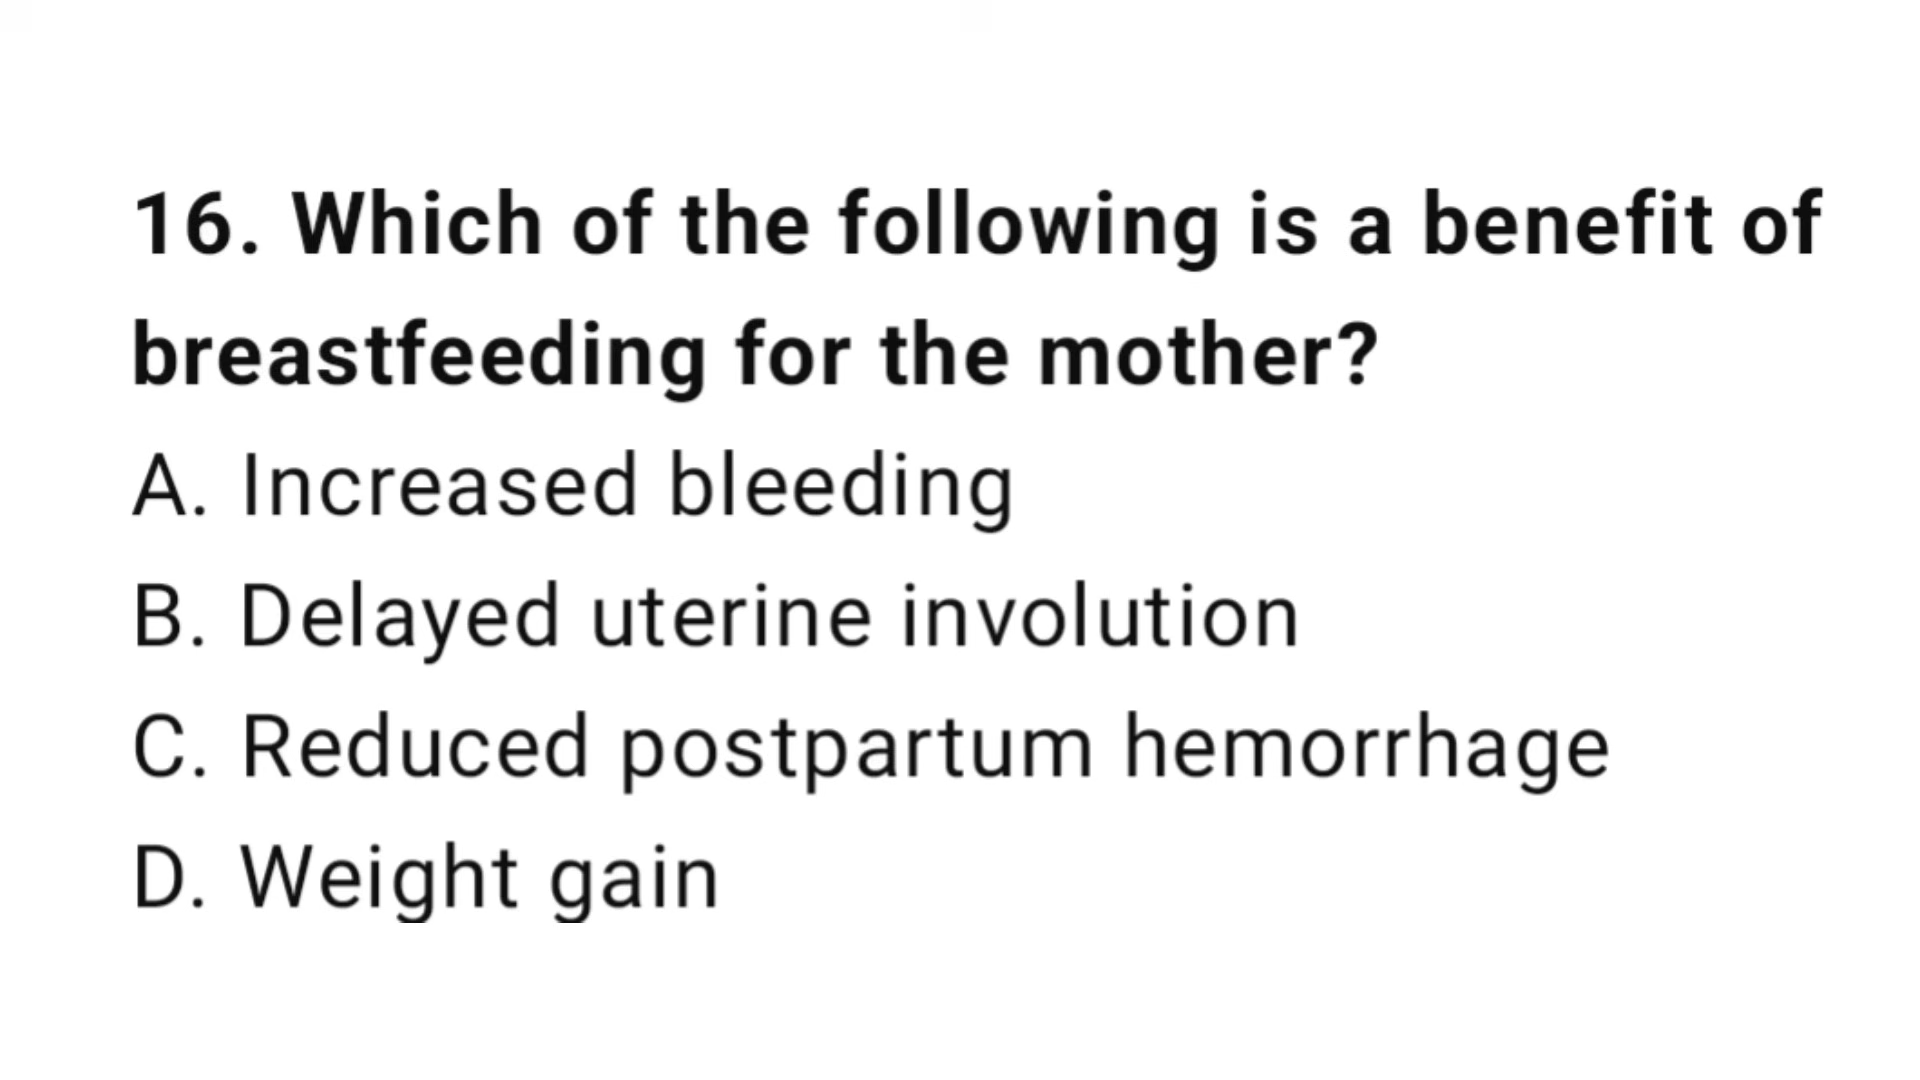 16. Which of the following is a benefit of
breastfeeding for the mother?
A. Increased bleeding
B. Delayed uterine involution
C. Reduced postpartum hemorrhage
D. Weight gain